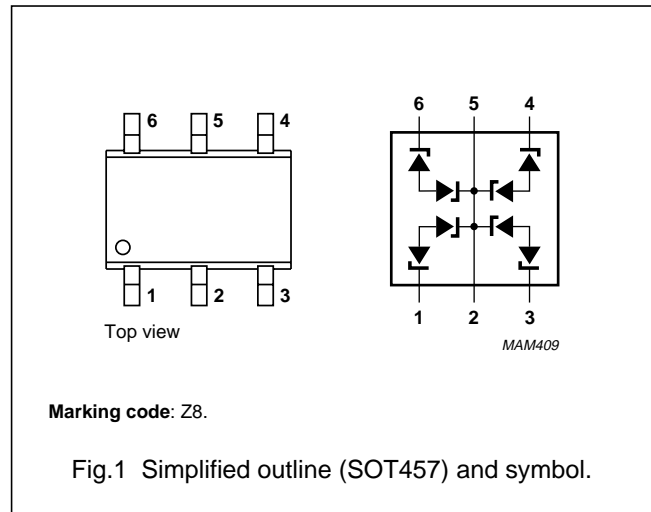 6 5 4
1 2 3
Top view
6 5 4
1 2 3
MAM409
Marking code: Z8.
Fig.1 Simplified outline (SOT457) and symbol.